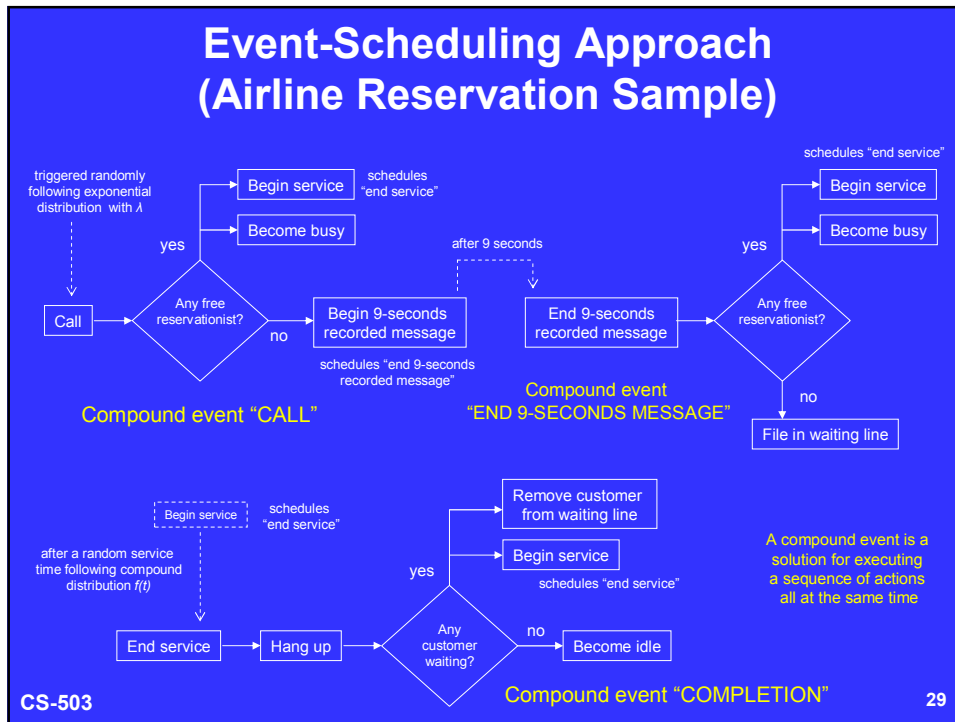 Event-Scheduling Approach
(Airline Reservation Sample)
triggered randomly
following exponential
distribution with λ
Begin service
schedules
"end service"
Become busy
yes
Call
Any free
reservationist?
no
Begin 9-seconds
recorded message
schedules "end 9-seconds
recorded message"
Compound event "CALL"
after 9 seconds
End 9-seconds
recorded message
schedules "end service"
Begin service
Become busy
yes
Any free
reservationist?
no
File in waiting line
Compound event
"END 9-SECONDS MESSAGE"
Begin service
schedules
"end service"
after a random service
time following compound
distribution f(t)
End service
Hang up
Any
customer
waiting?
yes
Remove customer
from waiting line
Begin service
schedules "end service"
no
Become idle
Compound event "COMPLETION"
A compound event is a
solution for executing
a sequence of actions
all at the same time
CS-503
29